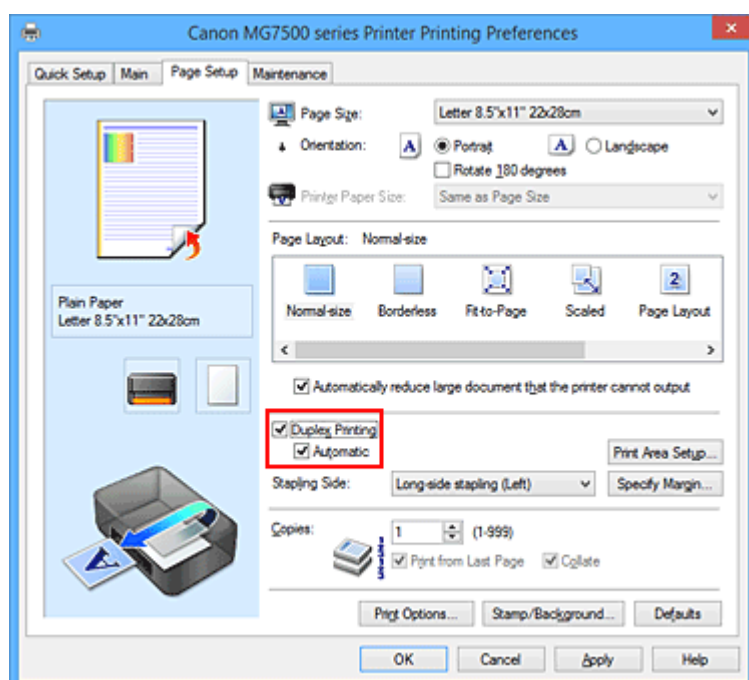 Canon MG7500 series Printer Printing Preferences
Quick Setup Main Page Setup Maintenance
Page Size: Letter 8.5"x11" 22x28cm
Orientation: A Portrait A Landscape
Rotate 180 degrees
Printer Paper Size: Same as Page Size
Page Layout: Normal-size
2
Normal-size Borderless Fit-to-Page Scaled Page Layout
Plain Paper
Letter 8.5"x11" 22x28cm
Automatically reduce large document that the printer cannot output
Duplex Printing
Automatic
Print Area Setup...
Stapling Side: Long-side stapling (Left) Specify Margin...
A
Copies: 1 (1-999)
Print from Last Page Collate
Print Options... Stamp/Background... Defaults
OK Cancel Apply Help